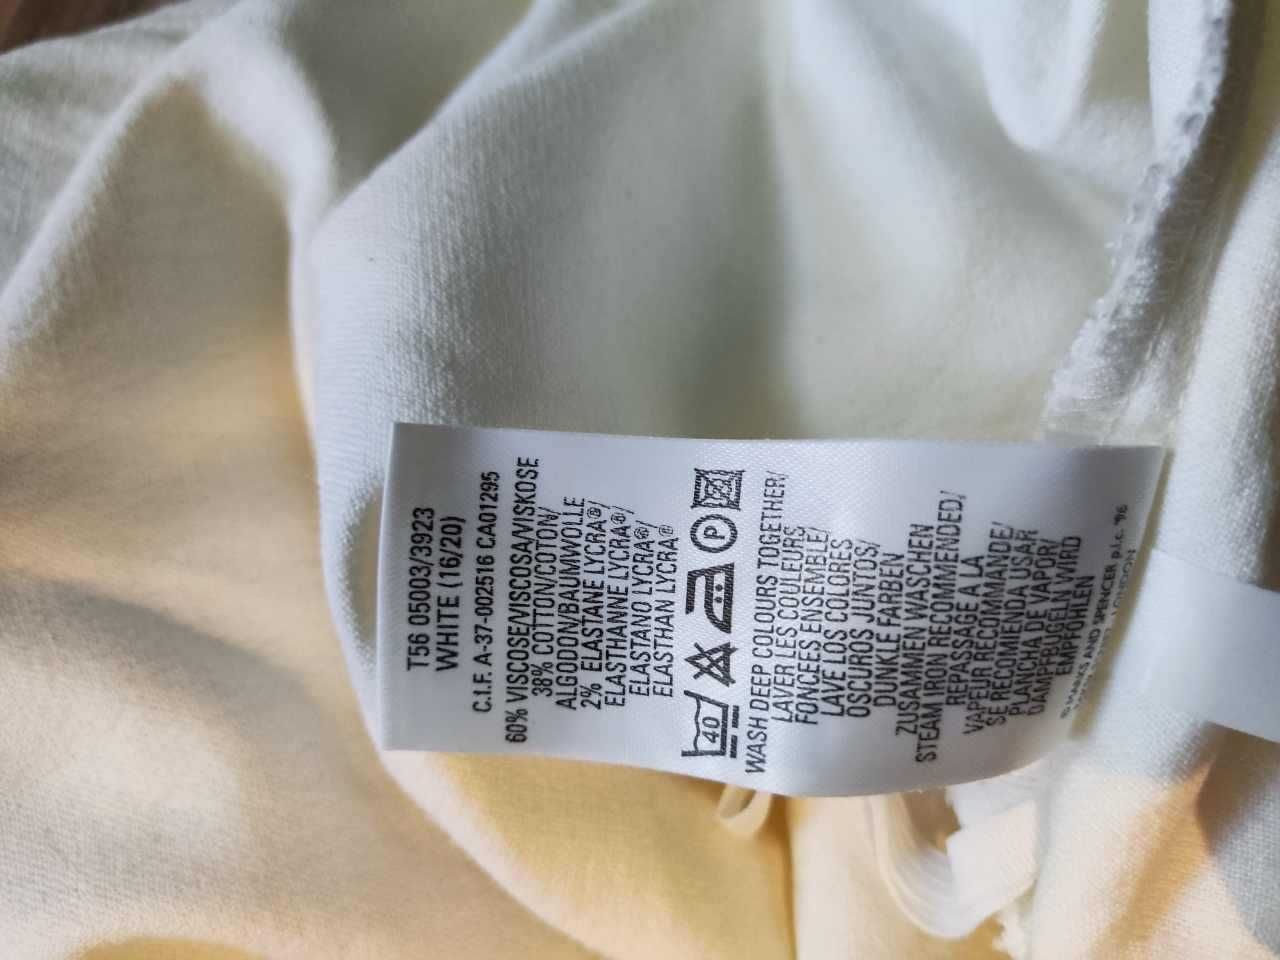 T56 05003/3923
WHITE (16/20)
C.I.F. A-37-002516 CA01295
60% VISCOSE/VISCOSA/VISKOSE
38% COTTON/COTON/
ALGODON/BAUMWOLLE
2% ELASTANE LYCRA®/
ELASTHANNE LYCRA®/
ELASTANO LYCRA®/
ELASTHAN LYCRA®
40 P
WASH DEEP COLOURS TOGETHER/
LAVER LES COULEURS
FONCÉES ENSEMBLE/
LAVE LOS COLORES
OSCUROS JUNTOS/
DUNKLE FARBEN
ZUSAMMEN WASCHEN
STEAM IRON RECOMMENDED/
REPASSAGE A LA
VAPEUR RECOMMANDE/
SE RECOMIENDA USAR
PLANCHA DE VAPOR/
DAMPFBUGELN WIRD
EMPFOHLEN
© MARKS AND SPENCER p.l.c. '96
LONDON